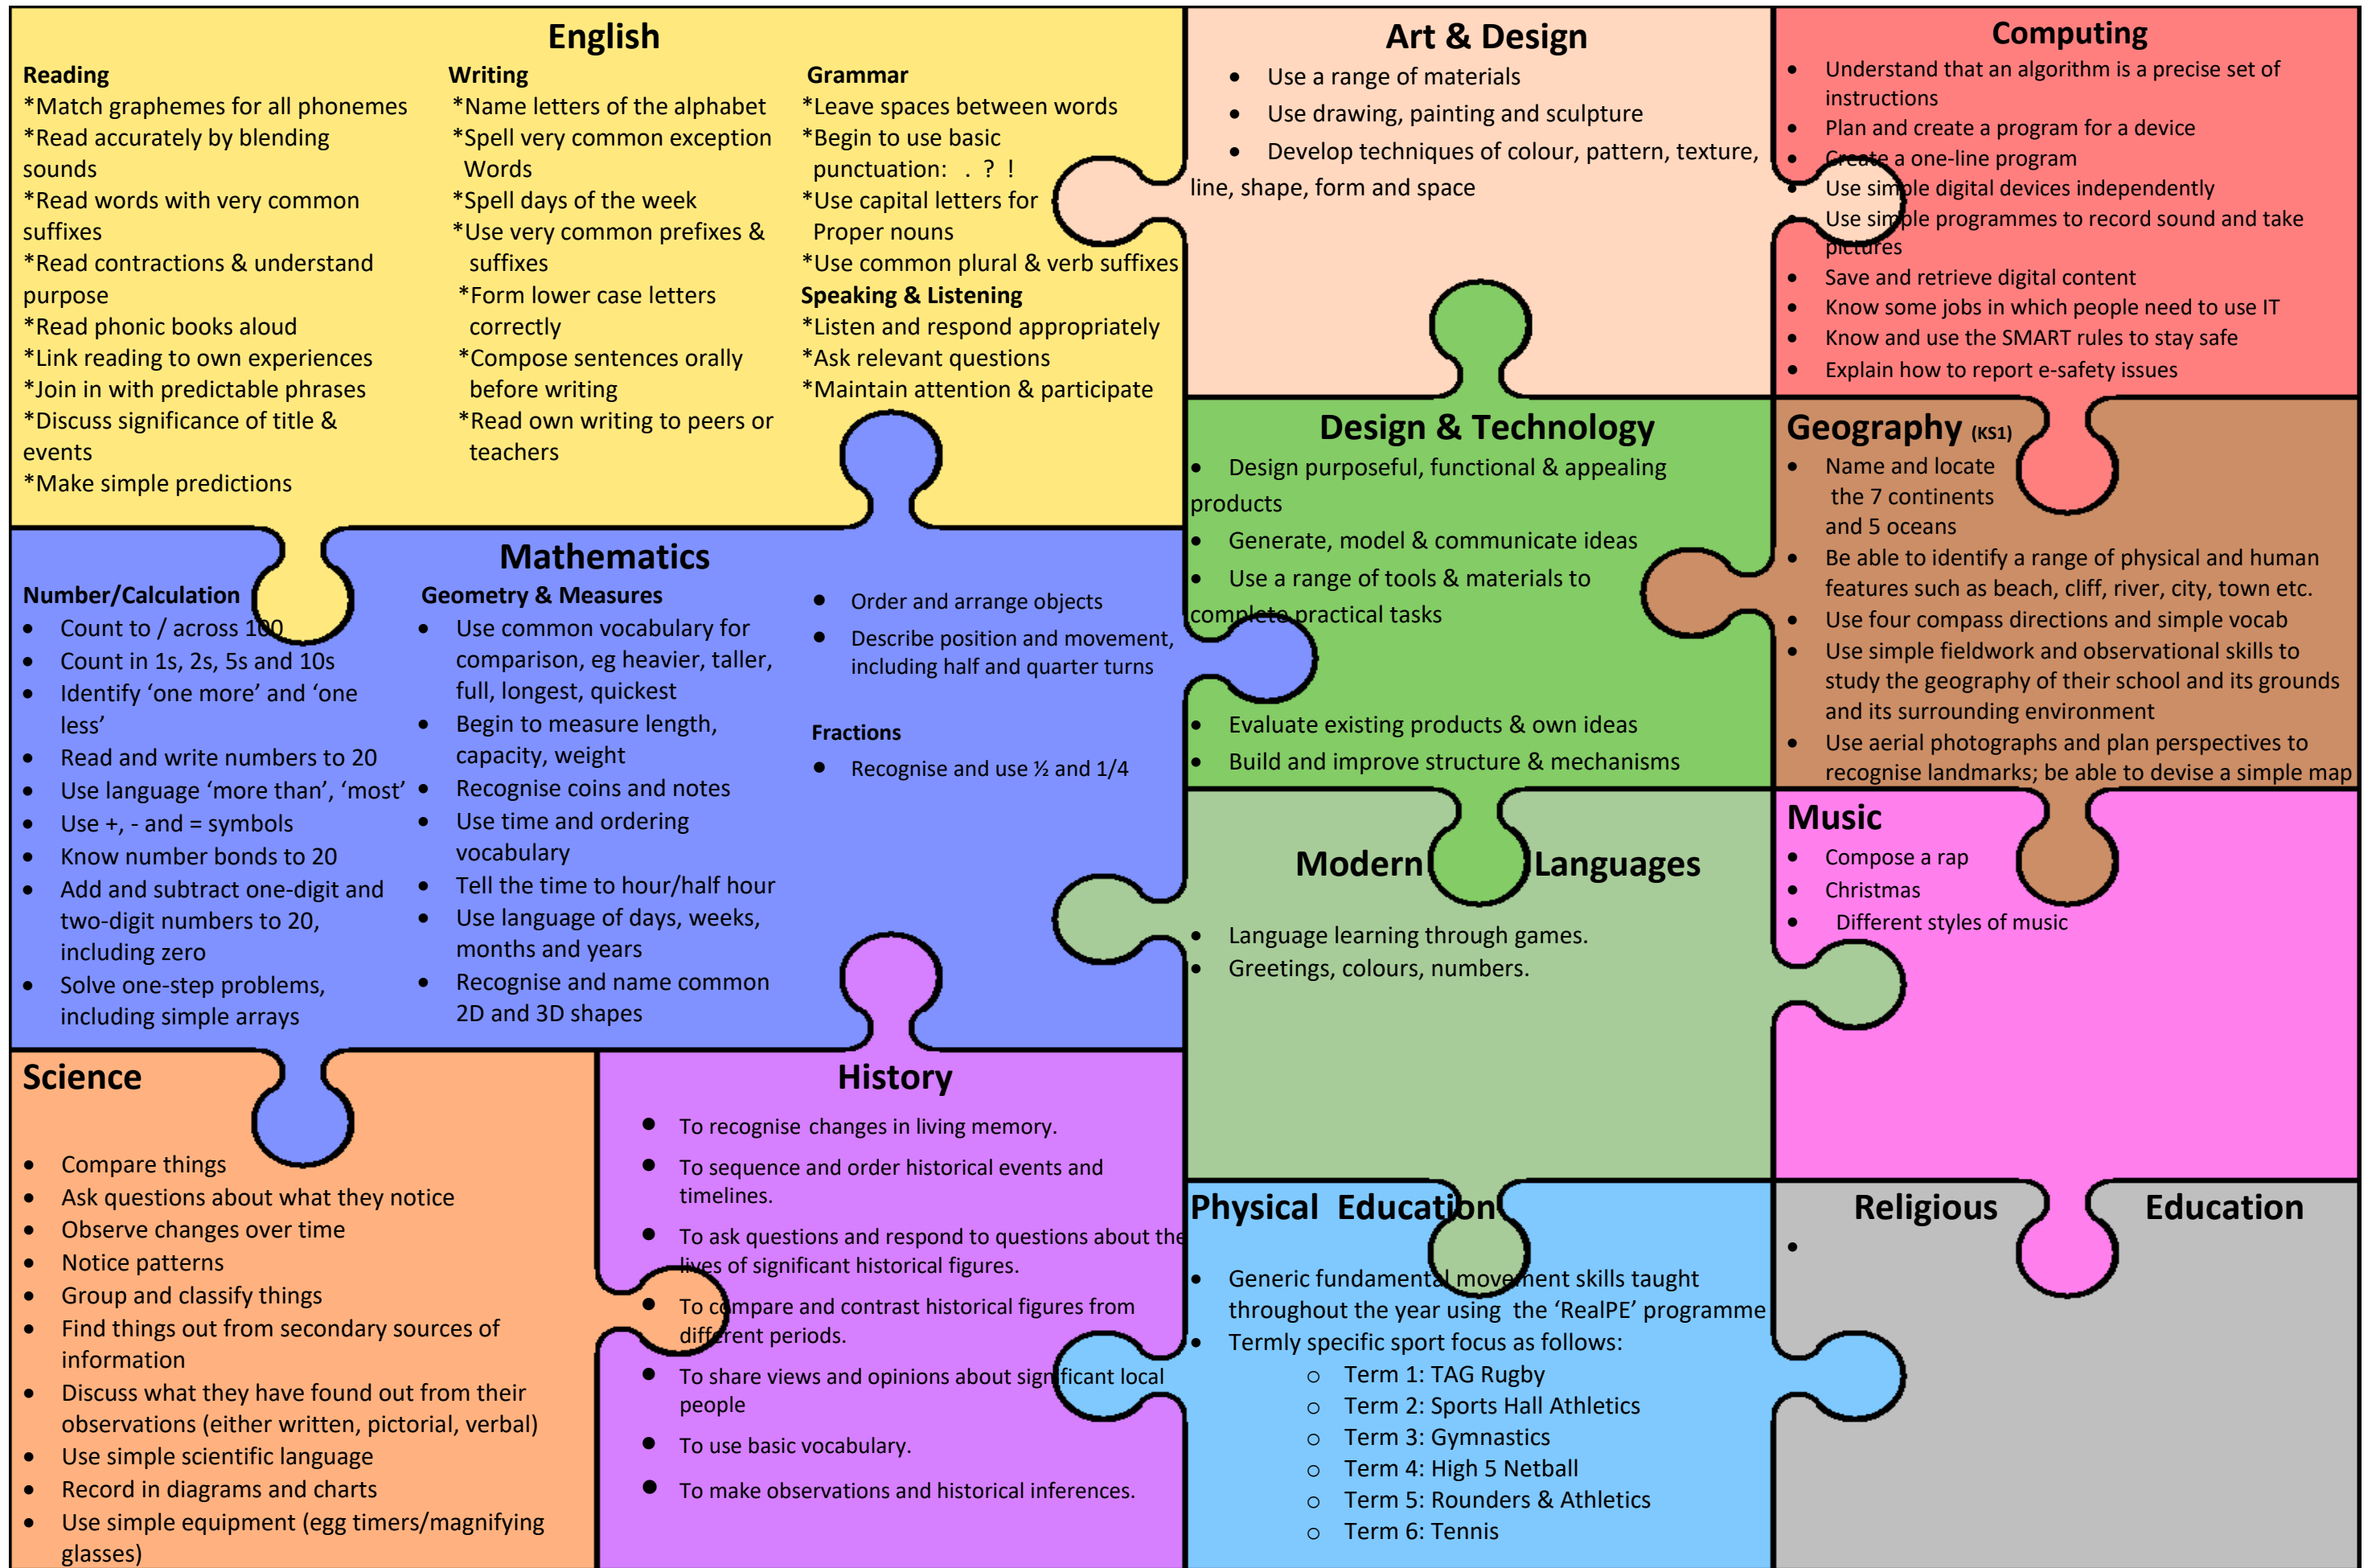 English
Reading
*Match graphemes for all phonemes
*Read accurately by blending
sounds
*Read words with very common
suffixes
*Read contractions & understand
purpose
*Read phonic books aloud
*Link reading to own experiences
*Join in with predictable phrases
*Discuss significance of title &
events
*Make simple predictions
Writing
*Name letters of the alphabet
*Spell very common exception
Words
*Spell days of the week
*Use very common prefixes &
suffixes
*Form lower case letters
correctly
*Compose sentences orally
before writing
*Read own writing to peers or
teachers
Grammar
*Leave spaces between words
*Begin to use basic
punctuation: . ? !
*Use capital letters for
Proper nouns
*Use common plural & verb suffixes
Speaking & Listening
*Listen and respond appropriately
*Ask relevant questions
*Maintain attention & participate
Art & Design
• Use a range of materials
• Use drawing, painting and sculpture
• Develop techniques of colour, pattern, texture,
line, shape, form and space
Computing
• Understand that an algorithm is a precise set of
instructions
• Plan and create a program for a device
• Create a one-line program
• Use simple digital devices independently
• Use simple programmes to record sound and take
pictures
• Save and retrieve digital content
• Know some jobs in which people need to use IT
• Know and use the SMART rules to stay safe
• Explain how to report e-safety issues
Mathematics
Number/Calculation
• Count to / across 100
• Count in 1s, 2s, 5s and 10s
• Identify ‘one more’ and ‘one
less’
• Read and write numbers to 20
• Use language ‘more than’, ‘most’
• Use +, - and = symbols
• Know number bonds to 20
• Add and subtract one-digit and
two-digit numbers to 20,
including zero
• Solve one-step problems,
including simple arrays
Geometry & Measures
• Use common vocabulary for
comparison, eg heavier, taller,
full, longest, quickest
• Begin to measure length,
capacity, weight
• Recognise coins and notes
• Use time and ordering
vocabulary
• Tell the time to hour/half hour
• Use language of days, weeks,
months and years
• Recognise and name common
2D and 3D shapes
• Order and arrange objects
• Describe position and movement,
including half and quarter turns
Fractions
• Recognise and use ½ and 1/4
Design & Technology
• Design purposeful, functional & appealing
products
• Generate, model & communicate ideas
• Use a range of tools & materials to
complete practical tasks
• Evaluate existing products & own ideas
• Build and improve structure & mechanisms
Geography (KS1)
• Name and locate
the 7 continents
and 5 oceans
• Be able to identify a range of physical and human
features such as beach, cliff, river, city, town etc.
• Use four compass directions and simple vocab
• Use simple fieldwork and observational skills to
study the geography of their school and its grounds
and its surrounding environment
• Use aerial photographs and plan perspectives to
recognise landmarks; be able to devise a simple map
Modern Languages
• Language learning through games.
• Greetings, colours, numbers.
Music
• Compose a rap
• Christmas
• Different styles of music
Science
• Compare things
• Ask questions about what they notice
• Observe changes over time
• Notice patterns
• Group and classify things
• Find things out from secondary sources of
information
• Discuss what they have found out from their
observations (either written, pictorial, verbal)
• Use simple scientific language
• Record in diagrams and charts
• Use simple equipment (egg timers/magnifying
glasses)
History
• To recognise changes in living memory.
• To sequence and order historical events and
timelines.
• To ask questions and respond to questions about the
lives of significant historical figures.
• To compare and contrast historical figures from
different periods.
• To share views and opinions about significant local
people
• To use basic vocabulary.
• To make observations and historical inferences.
Physical Education
• Generic fundamental movement skills taught
throughout the year using the ‘RealPE’ programme
• Termly specific sport focus as follows:
o Term 1: TAG Rugby
o Term 2: Sports Hall Athletics
o Term 3: Gymnastics
o Term 4: High 5 Netball
o Term 5: Rounders & Athletics
o Term 6: Tennis
Religious Education
•